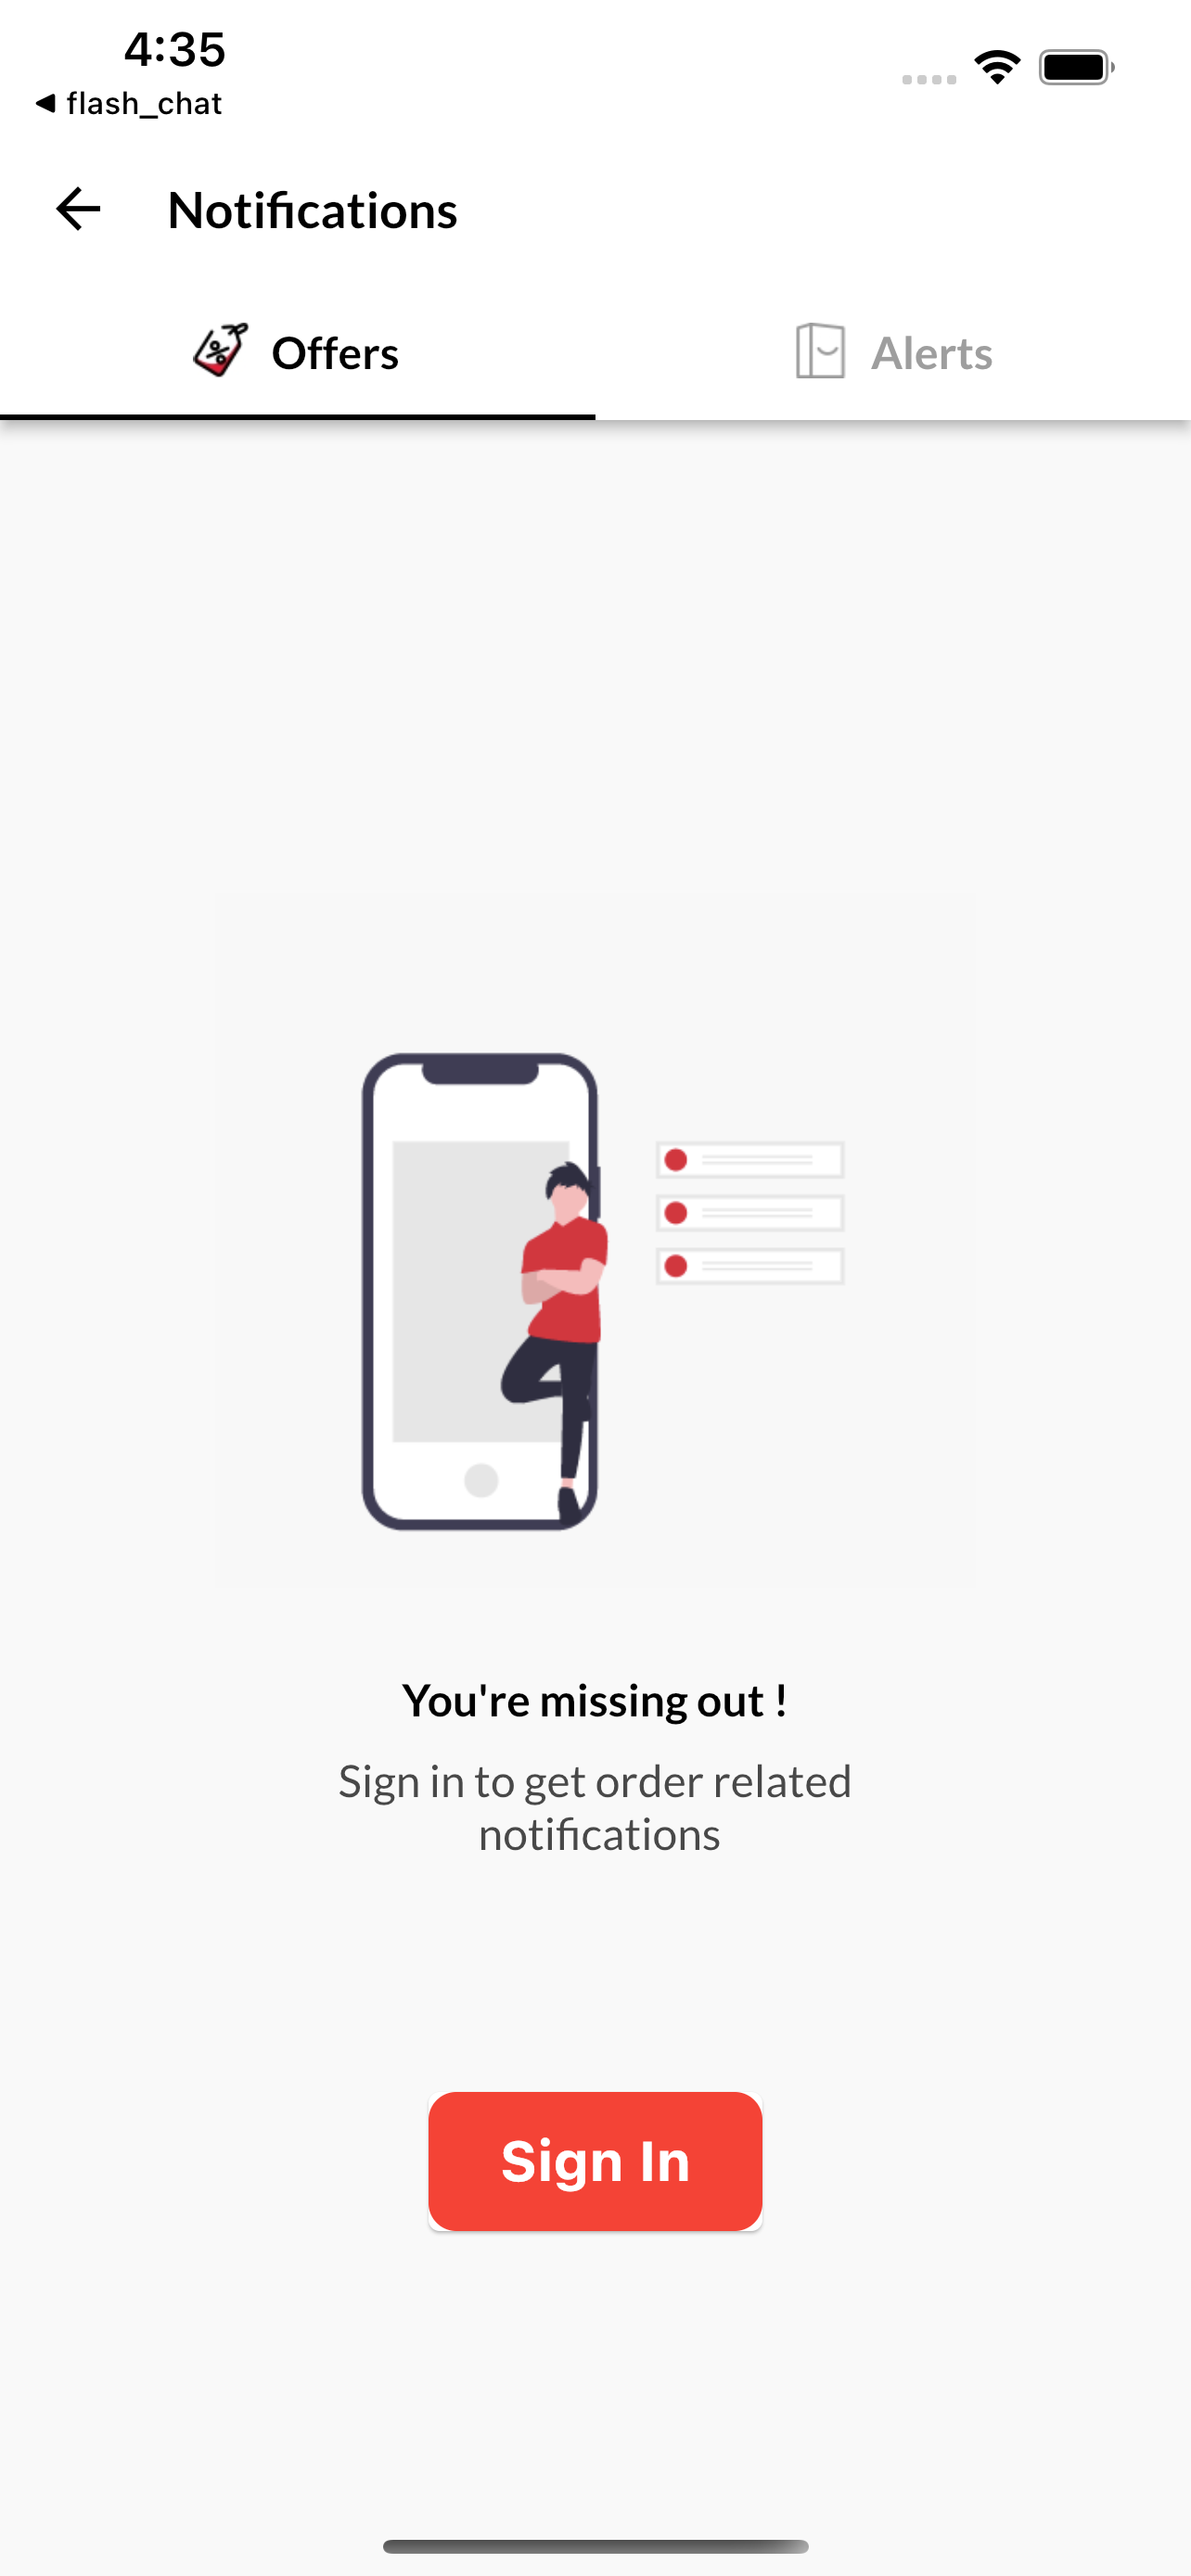 4:35
◀ flash_chat
Notifications
Offers
Alerts
You're missing out !
Sign in to get order related
notifications
Sign In